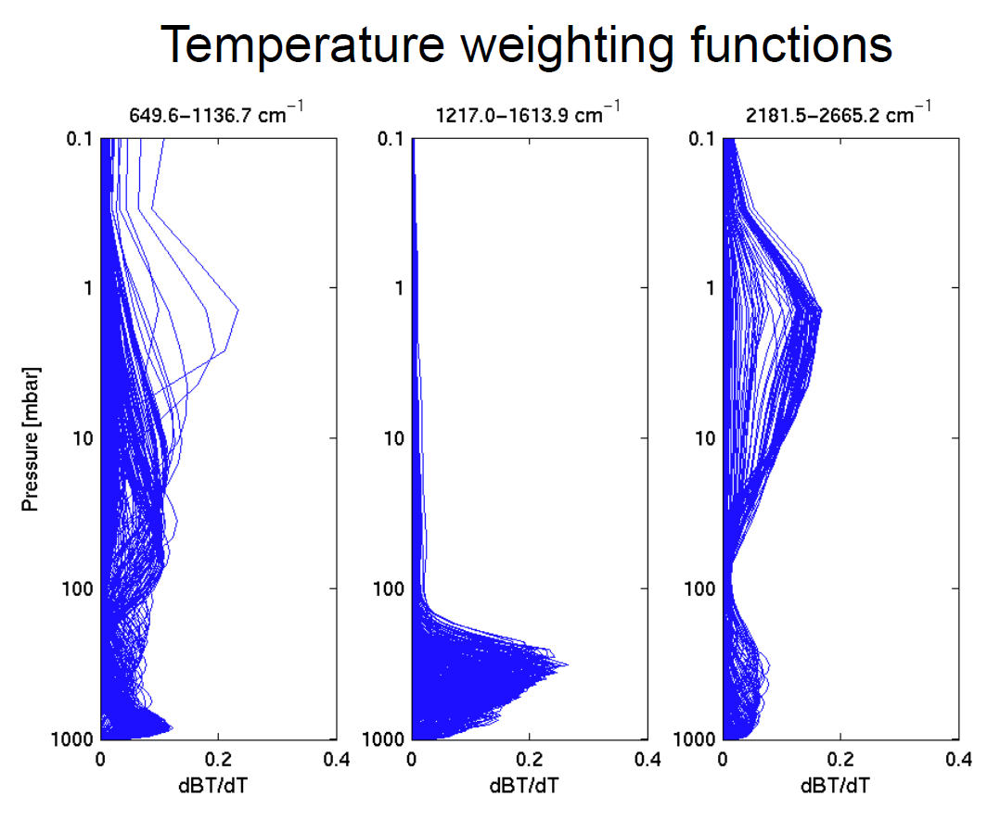 Temperature weighting functions
649.6–1136.7 cm⁻¹
1217.0–1613.9 cm⁻¹
2181.5–2665.2 cm⁻¹
Pressure [mbar]
0.1
1
10
100
1000
0 0.2 0.4
dBT/dT
0.1
1
10
100
1000
0 0.2 0.4
dBT/dT
0.1
1
10
100
1000
0 0.2 0.4
dBT/dT